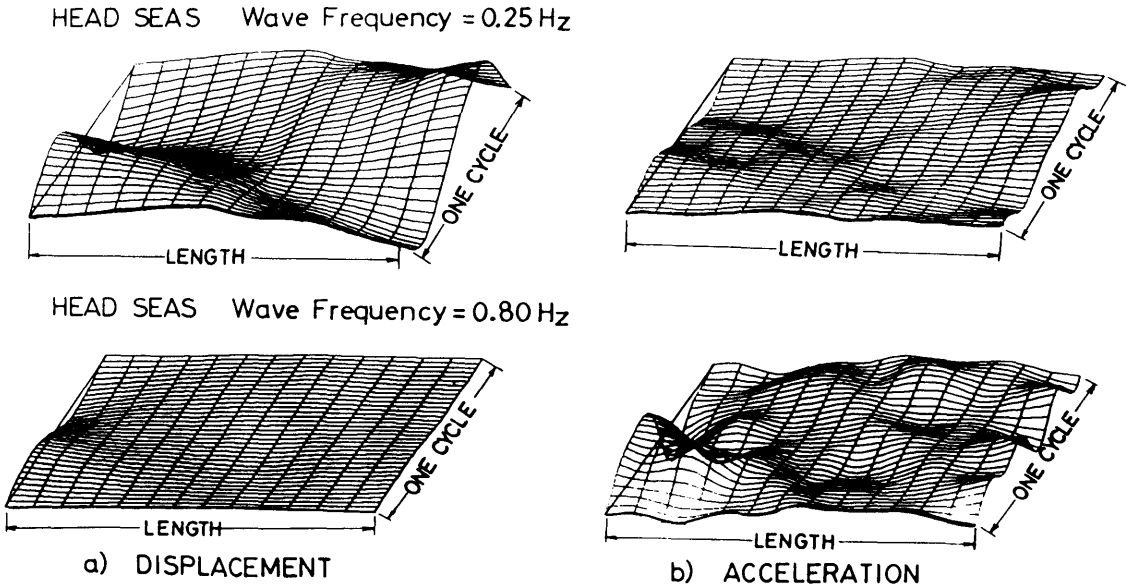 HEAD SEAS Wave Frequency = 0.25 Hz
ONE CYCLE
LENGTH
ONE CYCLE
LENGTH
HEAD SEAS Wave Frequency = 0.80 Hz
ONE CYCLE
LENGTH
ONE CYCLE
LENGTH
a) DISPLACEMENT
b) ACCELERATION